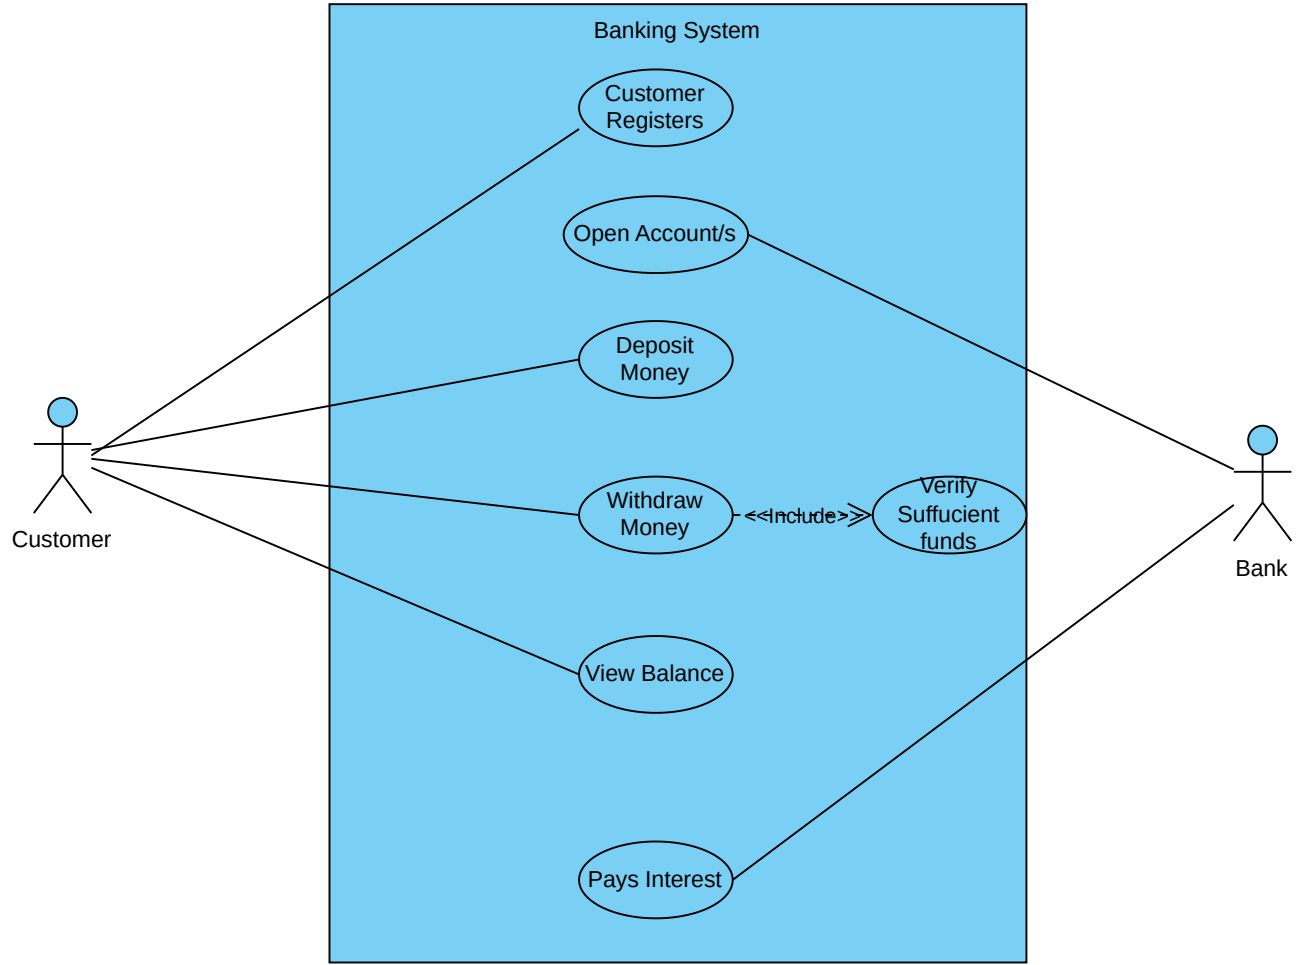 Banking System
Customer
Registers
Open Account/s
Deposit
Money
Customer
Withdraw
Money
<<Include>>
Verify
Suffucient
funds
Bank
View Balance
Pays Interest